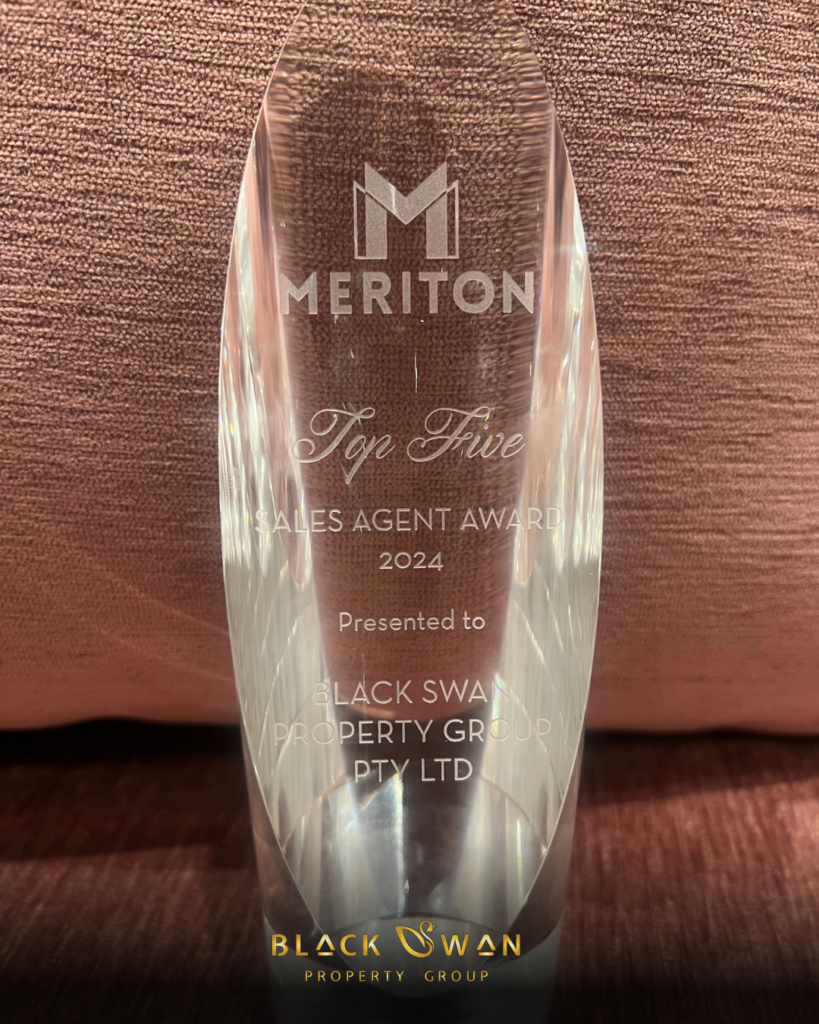 MERITON
Top Five
SALES AGENT AWARD
2024
Presented to
BLACK SWAN
PROPERTY GROUP
PTY LTD
BLACK SWAN
PROPERTY GROUP